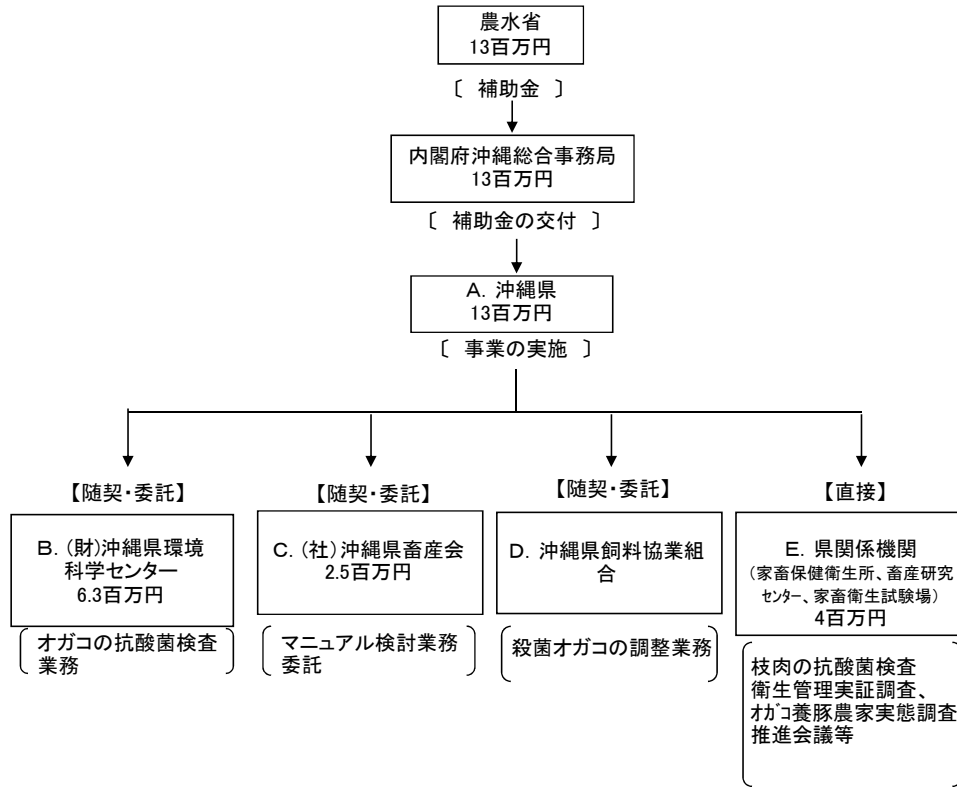 農水省
13百万円
〔 補助金 〕
内閣府沖縄総合事務局
13百万円
〔 補助金の交付 〕
A. 沖縄県
13百万円
〔 事業の実施 〕
【随契・委託】
B. (財)沖縄県環境
科学センター
6.3百万円
オガコの抗酸菌検査
業務
【随契・委託】
C. (社)沖縄県畜産会
2.5百万円
マニュアル検討業務
委託
【随契・委託】
D. 沖縄県飼料協業組
合
殺菌オガコの調整業務
【直接】
E. 県関係機関
(家畜保健衛生所、畜産研究
センター、家畜衛生試験場)
4百万円
枝肉の抗酸菌検査
衛生管理実証調査、
オガコ養豚農家実態調査
推進会議等